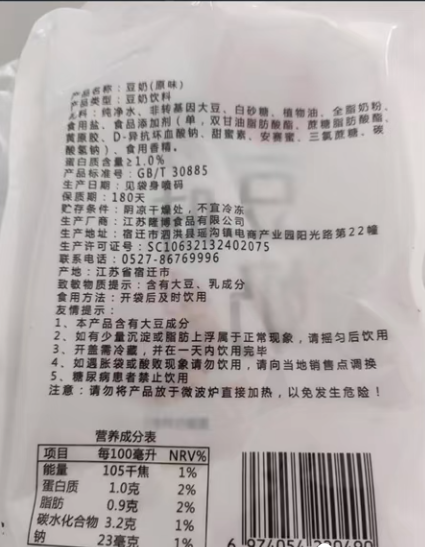 产品名称：豆奶(原味)
产品类型：豆奶饮料
料：纯净水、非转基因大豆、白砂糖、植物油、全脂奶粉、
食用盐、食品添加剂(单，双甘油脂肪酸酯、蔗糖脂肪酸酯、
黄原胶、D-异抗坏血酸钠、甜蜜素、安赛蜜、三氯蔗糖、碳
酸氢钠)、食用香精。
蛋白质含量≥1.0%
产品标准号：GB/T 30885
生产日期：见袋身喷码
保质期：180天
贮存条件：阴凉干燥处，不宜冷冻
生产厂商：江苏隆博食品有限公司
生产地址：宿迁市泗洪县瑶沟镇电商产业园阳光路第22幢
生产许可证号：SC10632132402075
联系电话：0527-86769996
产地：江苏省宿迁市
致敏物质提示：含有大豆、乳成分
食用方法：开袋后及时饮用
友情提示：
1、本产品含有大豆成分
2、如有少量沉淀或脂肪上浮属于正常现象，请摇匀后饮用
3、开盖需冷藏，并在一天内饮用完毕
4、如遇胀袋或酸败现象请勿饮用，请向当地销售点调换
5、糖尿病患者禁止饮用
注意：请勿将产品放于微波炉直接加热，以免发生危险！
营养成分表
项目 每100毫升 NRV%
能量 105千焦 1%
蛋白质 1.0克 2%
脂肪 0.9克 2%
碳水化合物 3.2克 1%
钠 23毫克 1%
6 974054